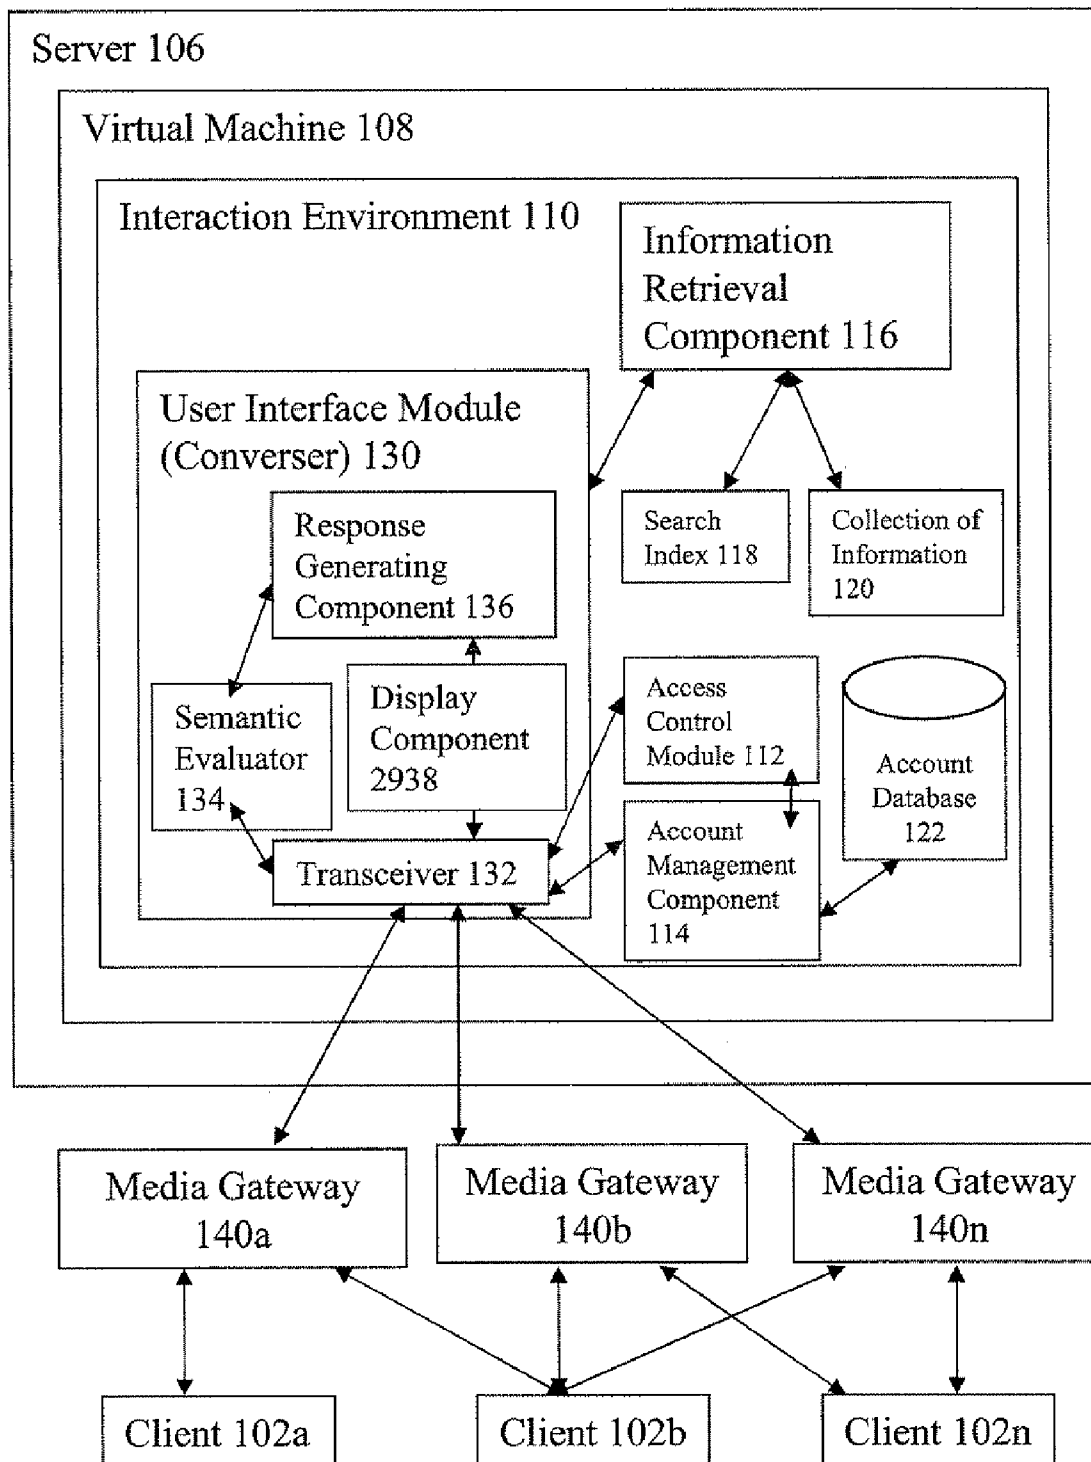 Server 106
Virtual Machine 108
Interaction Environment 110
Information
Retrieval
Component 116
User Interface Module
(Converser) 130
Search
Index 118
Collection of
Information
120
Response
Generating
Component 136
Semantic
Evaluator
134
Display
Component
2938
Access
Control
Module 112
Account
Database
122
Account
Management
Component
114
Transceiver 132
Media Gateway
140a
Media Gateway
140b
Media Gateway
140n
Client 102a
Client 102b
Client 102n